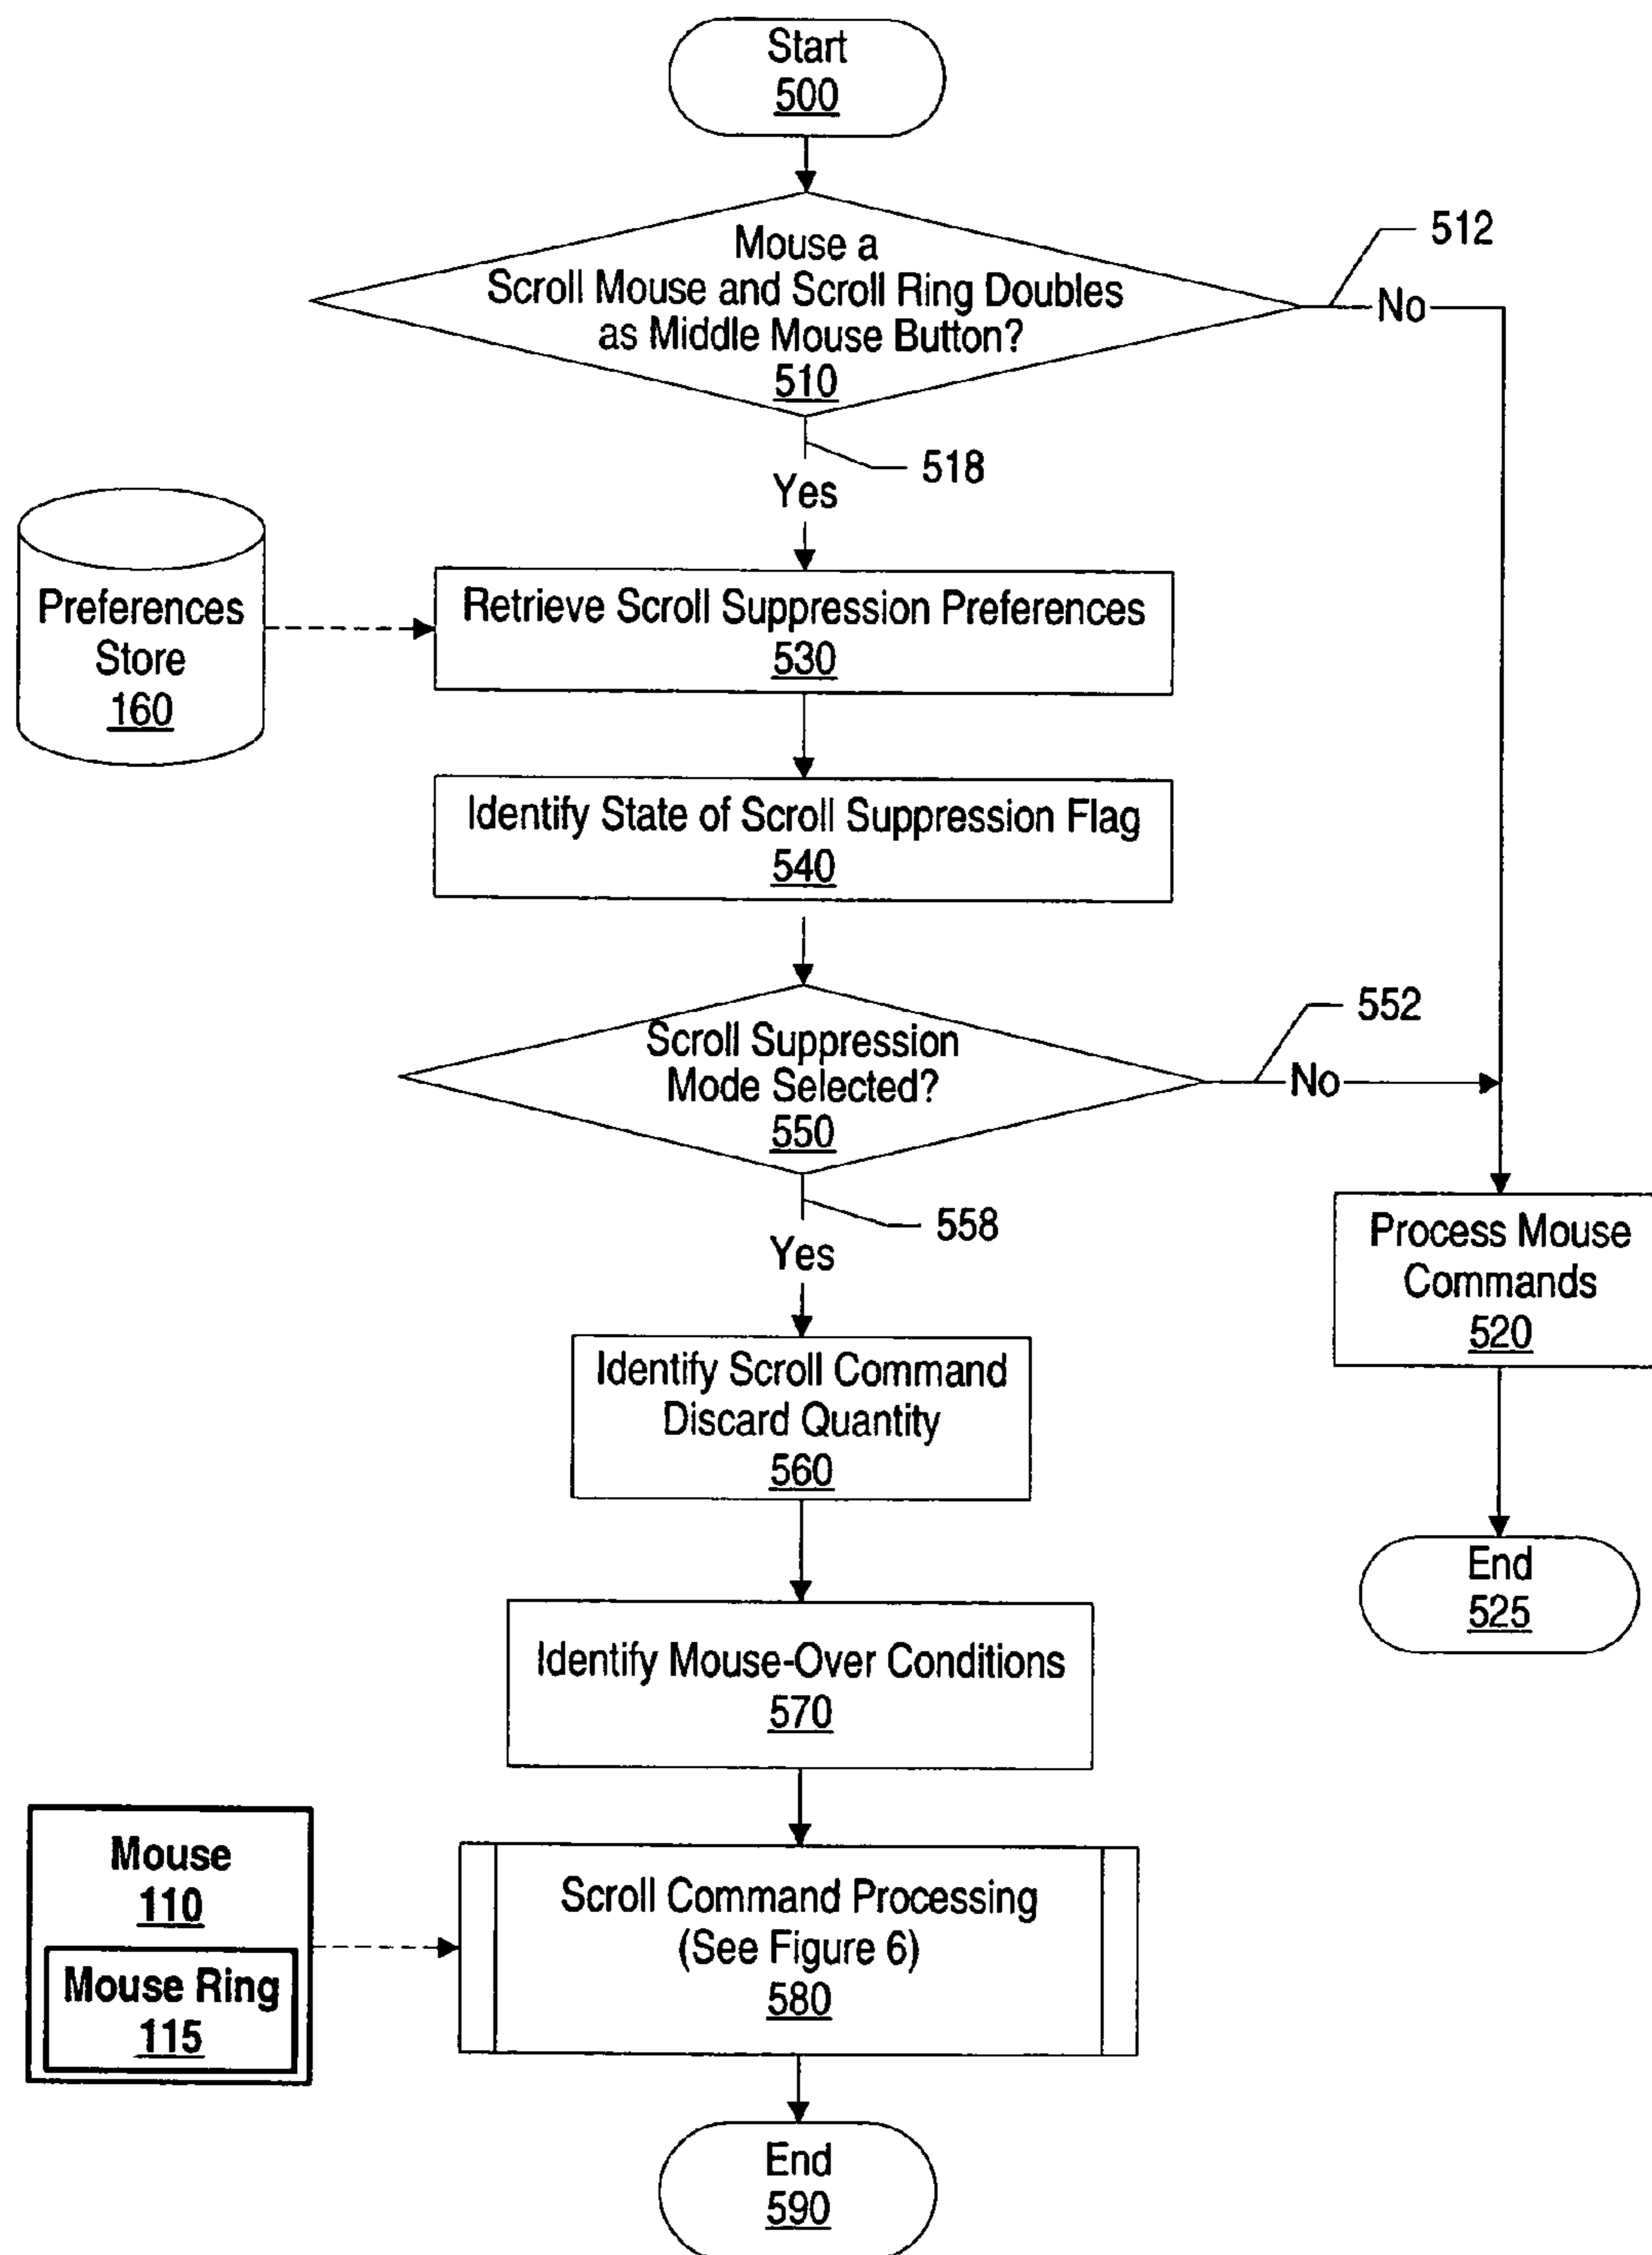 Start
500
Mouse a
Scroll Mouse and Scroll Ring Doubles
as Middle Mouse Button?
510
512
No
518
Yes
Preferences
Store
160
Retrieve Scroll Suppression Preferences
530
Identify State of Scroll Suppression Flag
540
Scroll Suppression
Mode Selected?
550
552
No
558
Yes
Process Mouse
Commands
520
Identify Scroll Command
Discard Quantity
560
End
525
Identify Mouse-Over Conditions
570
Mouse
110
Mouse Ring
115
Scroll Command Processing
(See Figure 6)
580
End
590